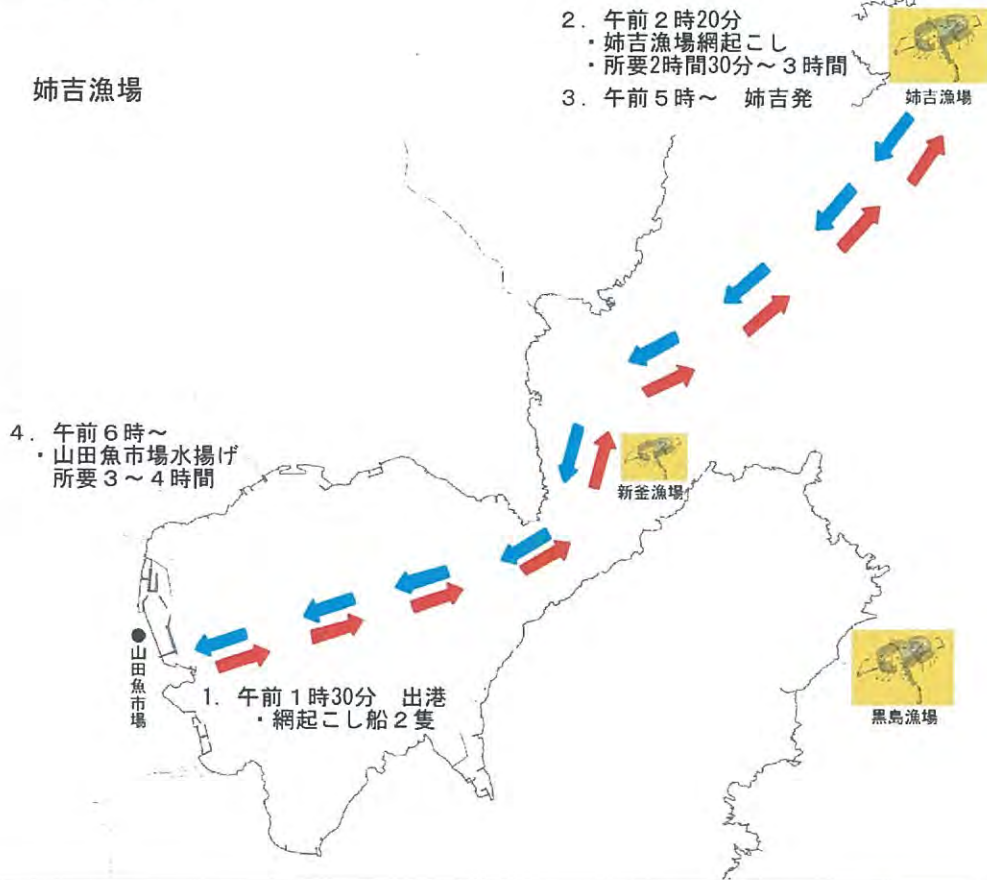 姉吉漁場
2. 午前2時20分
・姉吉漁場網起こし
・所要2時間30分～3時間
3. 午前5時～ 姉吉発
姉吉漁場
4. 午前6時～
・山田魚市場水揚げ
所要3～4時間
新釜漁場
●山田魚市場
1. 午前1時30分 出港
・網起こし船2隻
黒島漁場